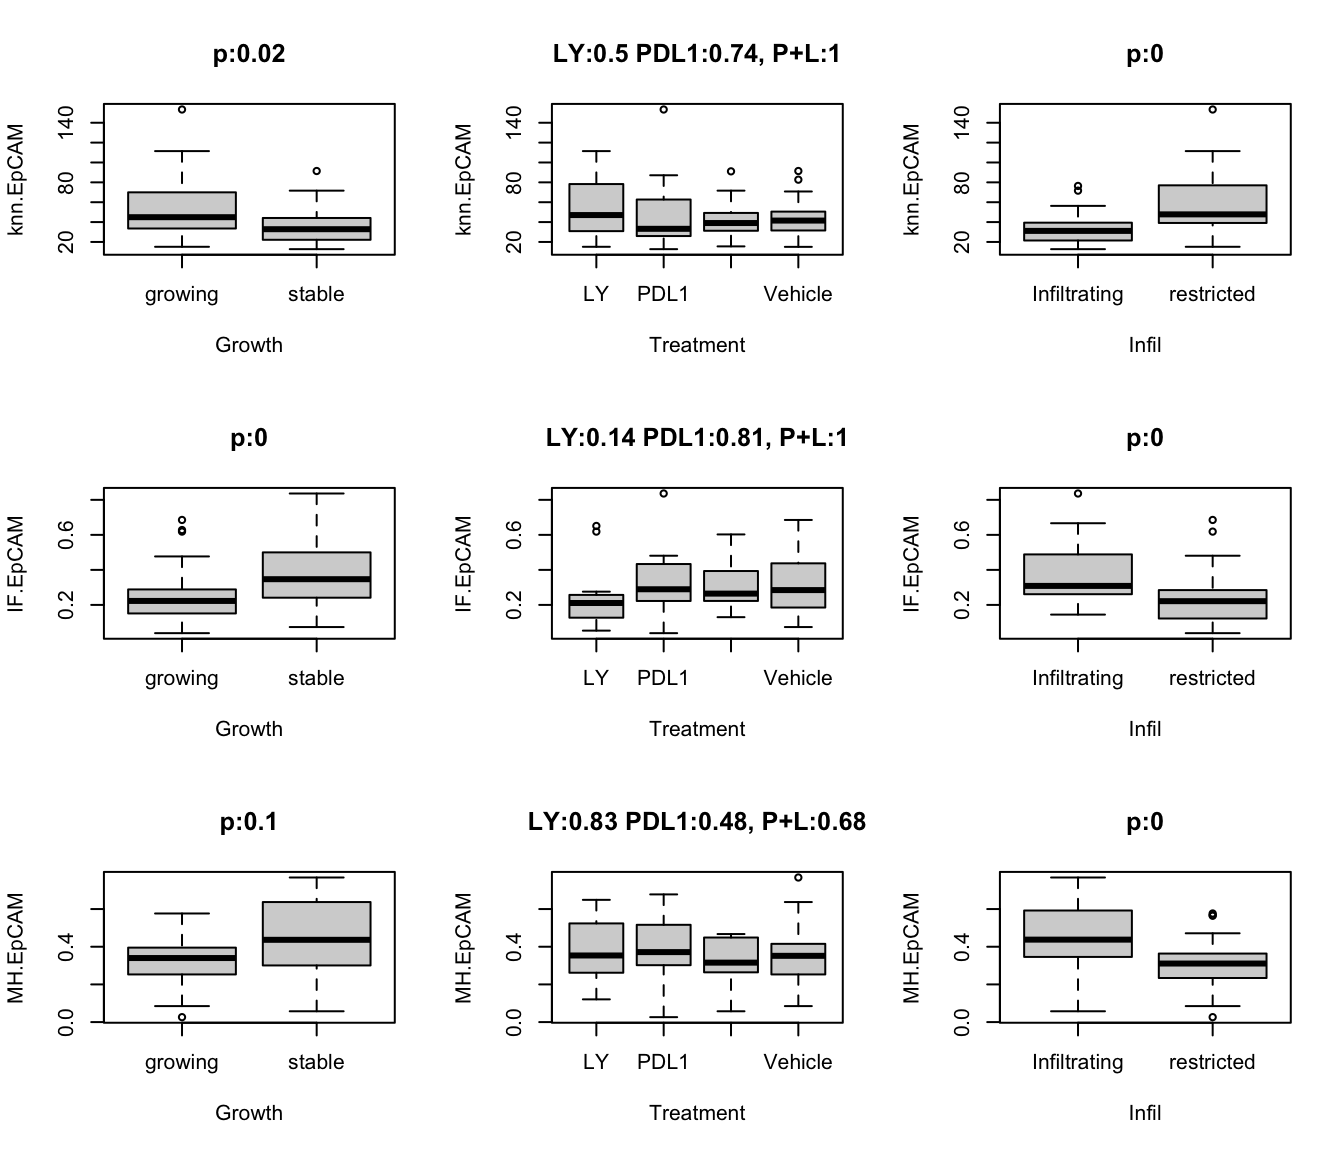 p:0.02
LY:0.5 PDL1:0.74, P+L:1
p:0
knn.EpCAM
140
80
20
growing
stable
Growth
knn.EpCAM
140
80
20
LY
PDL1
Vehicle
Treatment
knn.EpCAM
140
80
20
Infiltrating
restricted
Infil
p:0
LY:0.14 PDL1:0.81, P+L:1
p:0
IF.EpCAM
0.6
0.2
growing
stable
Growth
IF.EpCAM
0.6
0.2
LY
PDL1
Vehicle
Treatment
IF.EpCAM
0.6
0.2
Infiltrating
restricted
Infil
p:0.1
LY:0.83 PDL1:0.48, P+L:0.68
p:0
MH.EpCAM
0.4
0.0
growing
stable
Growth
MH.EpCAM
0.4
0.0
LY
PDL1
Vehicle
Treatment
MH.EpCAM
0.4
0.0
Infiltrating
restricted
Infil